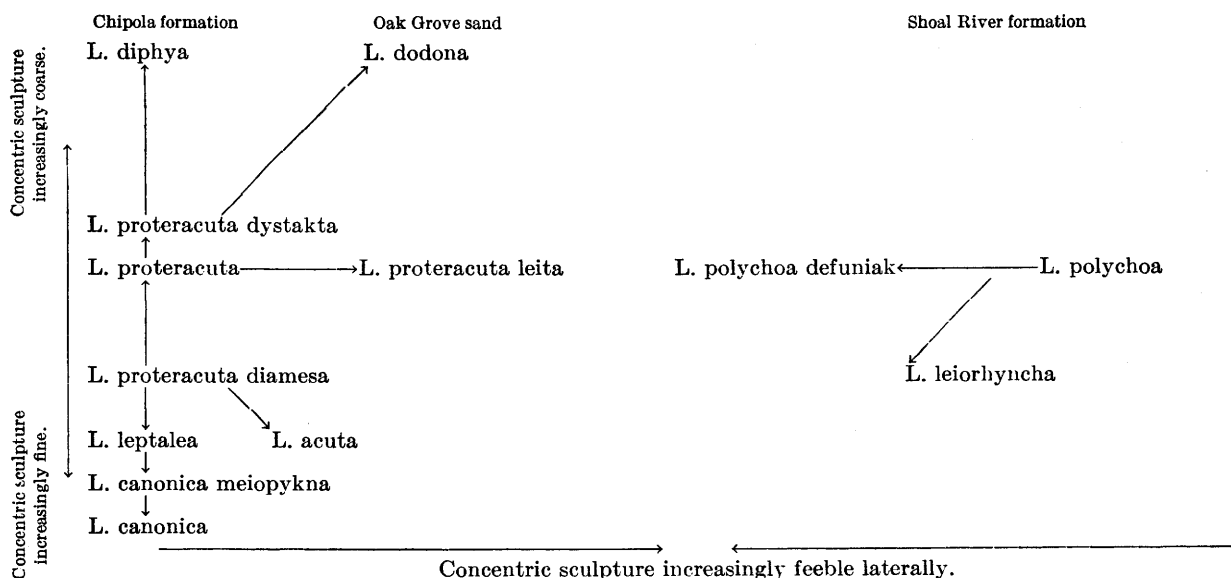 Chipola formation Oak Grove sand Shoal River formation
Concentric sculpture
increasingly coarse.
L. diphya L. dodona
L. proteracuta dystakta
L. proteracuta L. proteracuta leita L. polychoa defuniak L. polychoa
L. proteracuta diamesa L. leiorhyncha
L. leptalea L. acuta
Concentric sculpture
increasingly fine.
L. canonica meiopykna
L. canonica
Concentric sculpture increasingly feeble laterally.